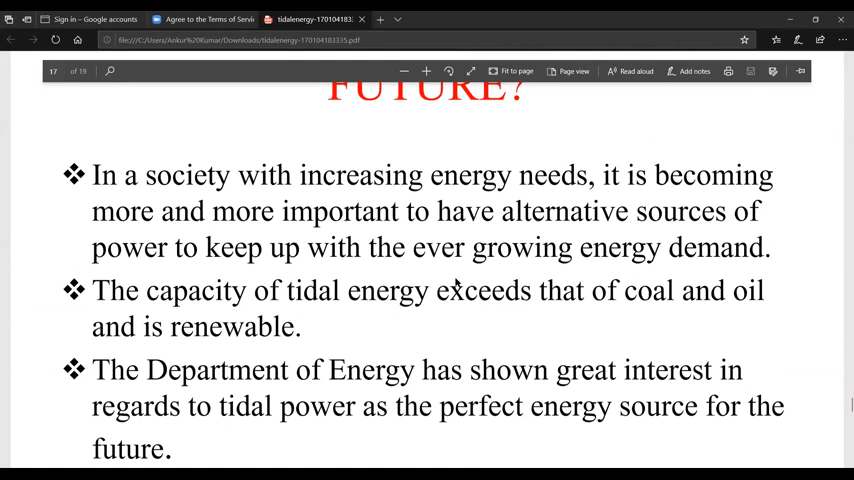 Sign in – Google accounts
Agree to the Terms of Servi
tidalenergy-170104183
file:///C:/Users/Ankur%20Kumar/Downloads/tidalenergy-170104183335.pdf
17 of 19
Fit to page
Page view
Read aloud
Add notes
FUTURE?
❖ In a society with increasing energy needs, it is becoming
more and more important to have alternative sources of
power to keep up with the ever growing energy demand.
❖ The capacity of tidal energy exceeds that of coal and oil
and is renewable.
❖ The Department of Energy has shown great interest in
regards to tidal power as the perfect energy source for the
future.